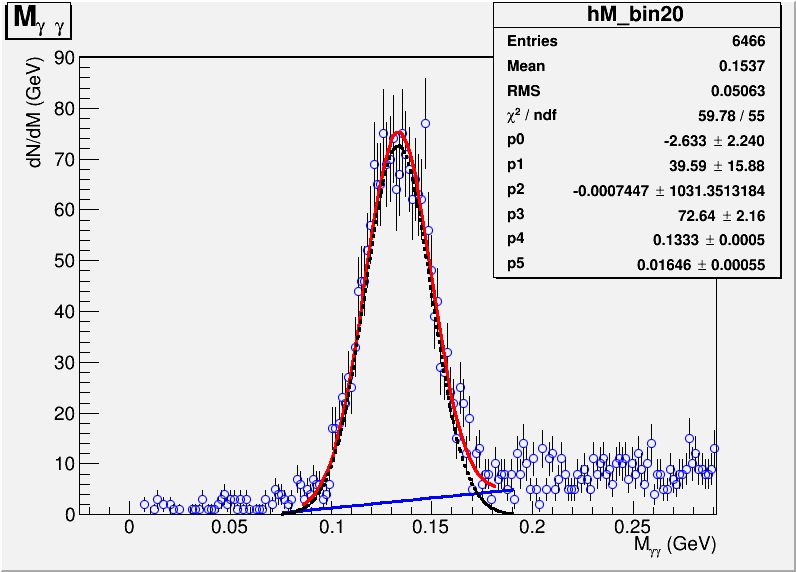 Mγ γ
hM_bin20
Entries 6466
Mean 0.1537
RMS 0.05063
χ² / ndf 59.78 / 55
p0 -2.633 ± 2.240
p1 39.59 ± 15.88
p2 -0.0007447 ± 1031.3513184
p3 72.64 ± 2.16
p4 0.1333 ± 0.0005
p5 0.01646 ± 0.00055
dN/dM (GeV)
90
80
70
60
50
40
30
20
10
0
0 0.05 0.1 0.15 0.2 0.25
Mγγ (GeV)